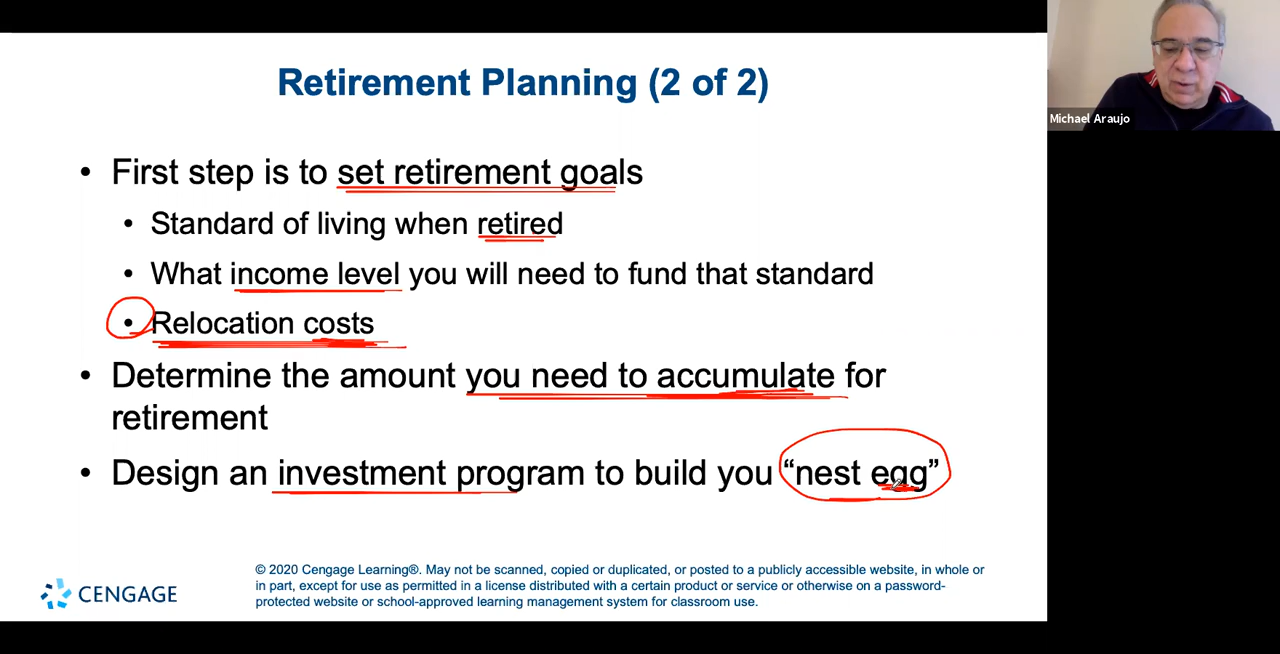 Retirement Planning (2 of 2)
• First step is to set retirement goals
• Standard of living when retired
• What income level you will need to fund that standard
• Relocation costs
• Determine the amount you need to accumulate for
retirement
• Design an investment program to build you “nest egg”
CENGAGE
© 2020 Cengage Learning®. May not be scanned, copied or duplicated, or posted to a publicly accessible website, in whole or
in part, except for use as permitted in a license distributed with a certain product or service or otherwise on a password-
protected website or school-approved learning management system for classroom use.
Michael Araujo